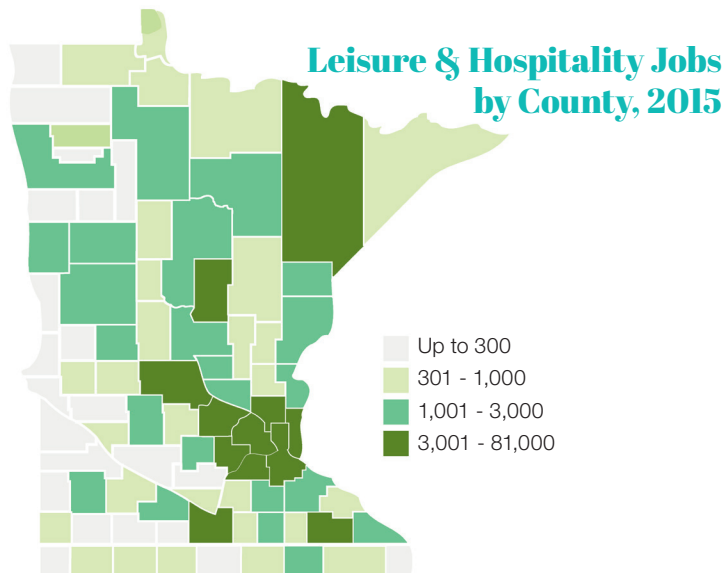 Leisure & Hospitality Jobs
by County, 2015
Up to 300
301 - 1,000
1,001 - 3,000
3,001 - 81,000